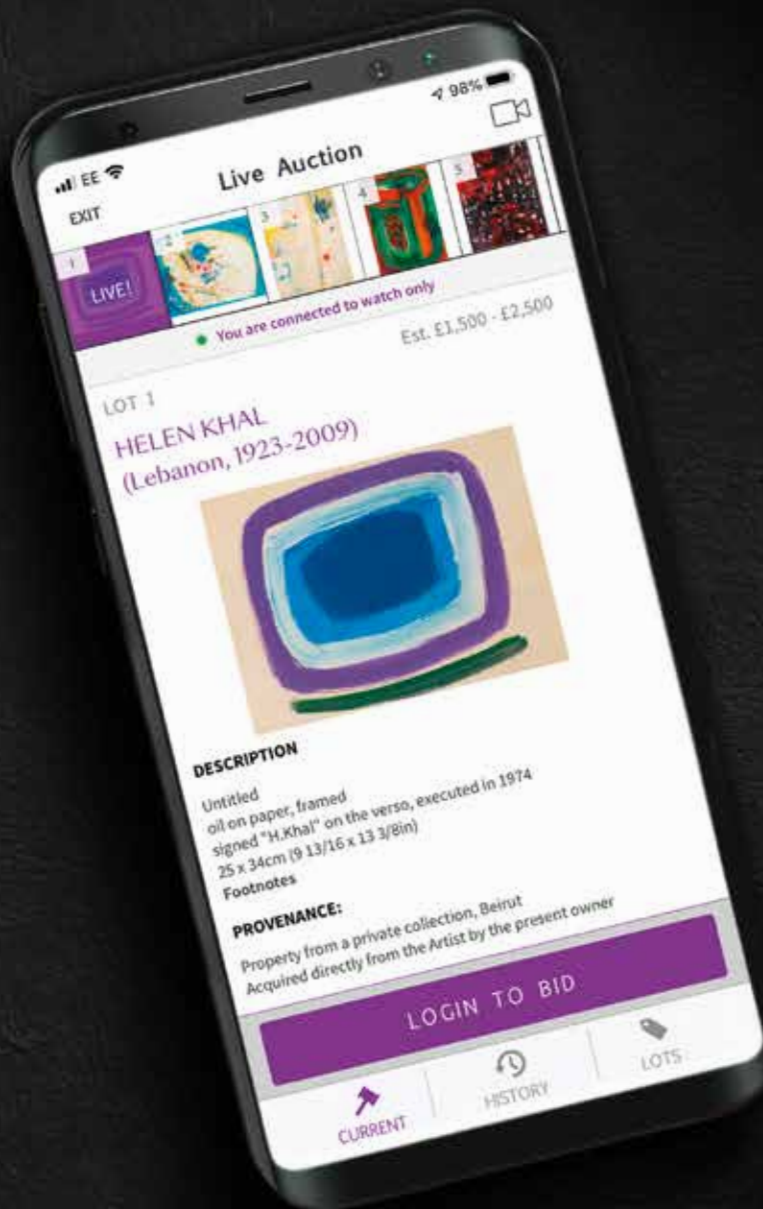 EE
98%
EXIT
Live Auction
1
2
3
4
5
LIVE!
You are connected to watch only
LOT 1
Est. £1,500 - £2,500
HELEN KHAL
(Lebanon, 1923-2009)
DESCRIPTION
Untitled
oil on paper, framed
signed "H.Khal" on the verso, executed in 1974
25 x 34cm (9 13/16 x 13 3/8in)
Footnotes
PROVENANCE:
Property from a private collection, Beirut
Acquired directly from the Artist by the present owner
LOGIN TO BID
CURRENT
HISTORY
LOTS